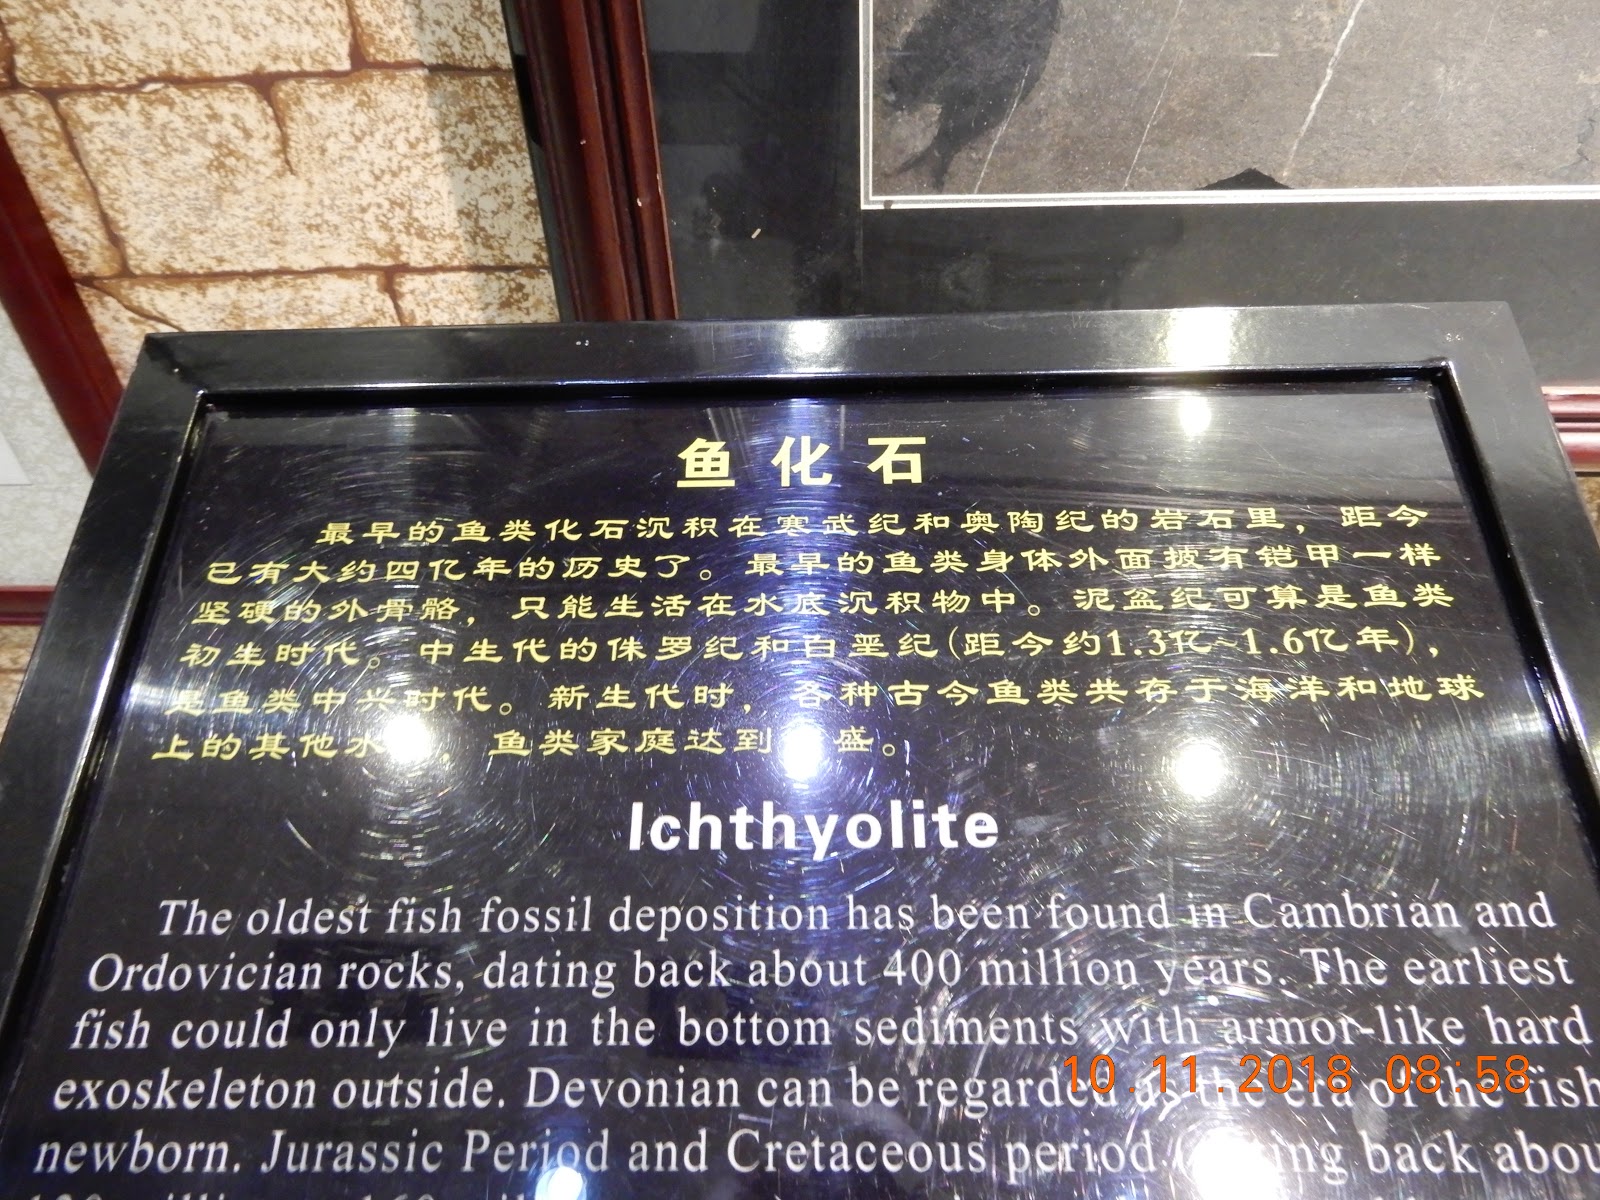 鱼化石
最早的鱼类化石沉积在寒武纪和奥陶纪的岩石里，距今
已有大约四亿年的历史了。最早的鱼类身体外面披有铠甲一样
坚硬的外骨骼，只能生活在水底沉积物中。泥盆纪可算是鱼类
初生时代。中生代的侏罗纪和白垩纪(距今约1.3亿~1.6亿年)，
是鱼类中兴时代。新生代时，各种古今鱼类共存于海洋和地球
上的其他水 ，鱼类家庭达到 盛。
Ichthyolite
The oldest fish fossil deposition has been found in Cambrian and
Ordovician rocks, dating back about 400 million years. The earliest
fish could only live in the bottom sediments with armor-like hard
exoskeleton outside. Devonian can be regarded as the era of the fish
newborn. Jurassic Period and Cretaceous period back abou
10.11.2018 08:58